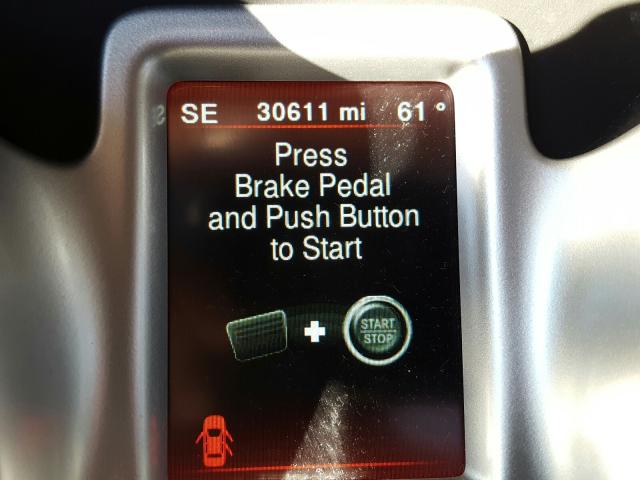 SE 30611 mi 61°
Press
Brake Pedal
and Push Button
to Start
START
STOP